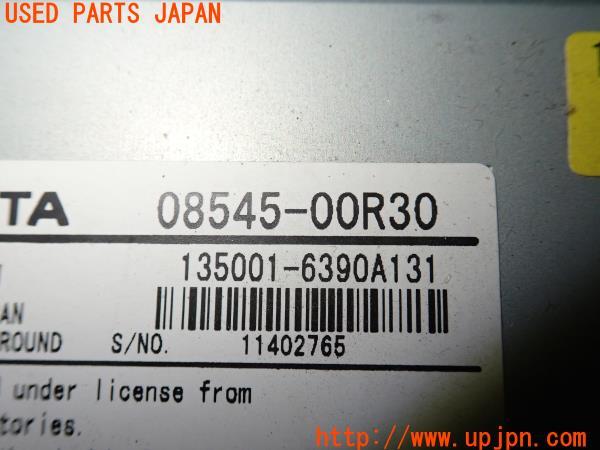 USED PARTS JAPAN
TA 08545-00R30
135001-6390A131
AN
ROUND S/NO. 11402765
under license from
tories.
http://www.upjpn.com/